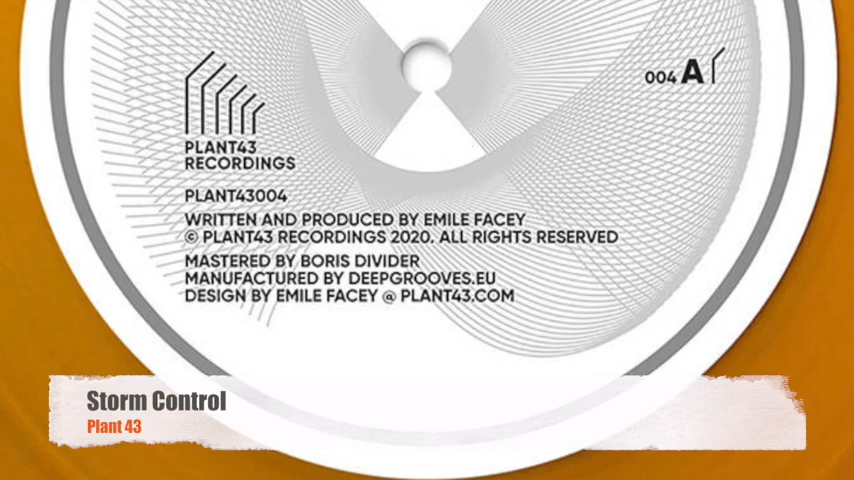 004 A
PLANT43
RECORDINGS
PLANT43004
WRITTEN AND PRODUCED BY EMILE FACEY
© PLANT43 RECORDINGS 2020. ALL RIGHTS RESERVED
MASTERED BY BORIS DIVIDER
MANUFACTURED BY DEEPGROOVES.EU
DESIGN BY EMILE FACEY @ PLANT43.COM
Storm Control
Plant 43